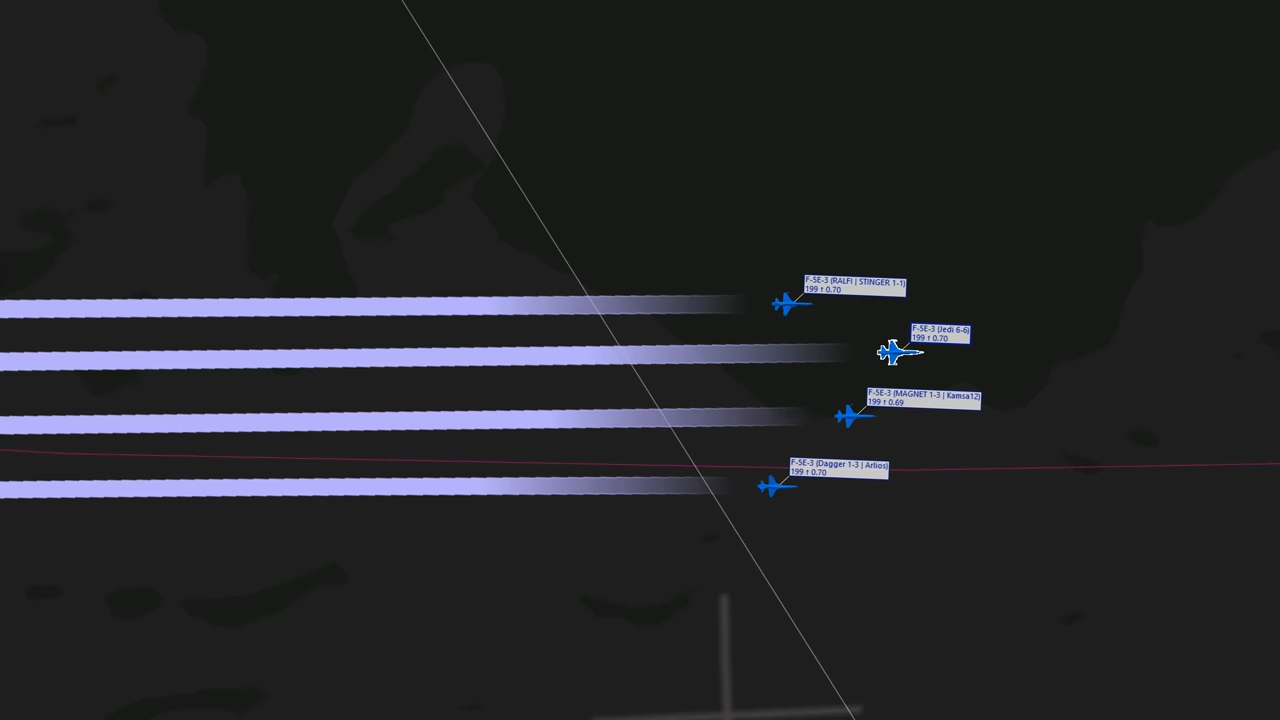 F-5E-3 (RALFI | STINGER 1-1)
199 ↑ 0.70
F-5E-3 (Jedi 6-6)
199 ↑ 0.70
F-5E-3 (MAGNET 1-3 | Kamsa12)
199 ↑ 0.69
F-5E-3 (Dagger 1-3 | Arlios)
199 ↑ 0.70